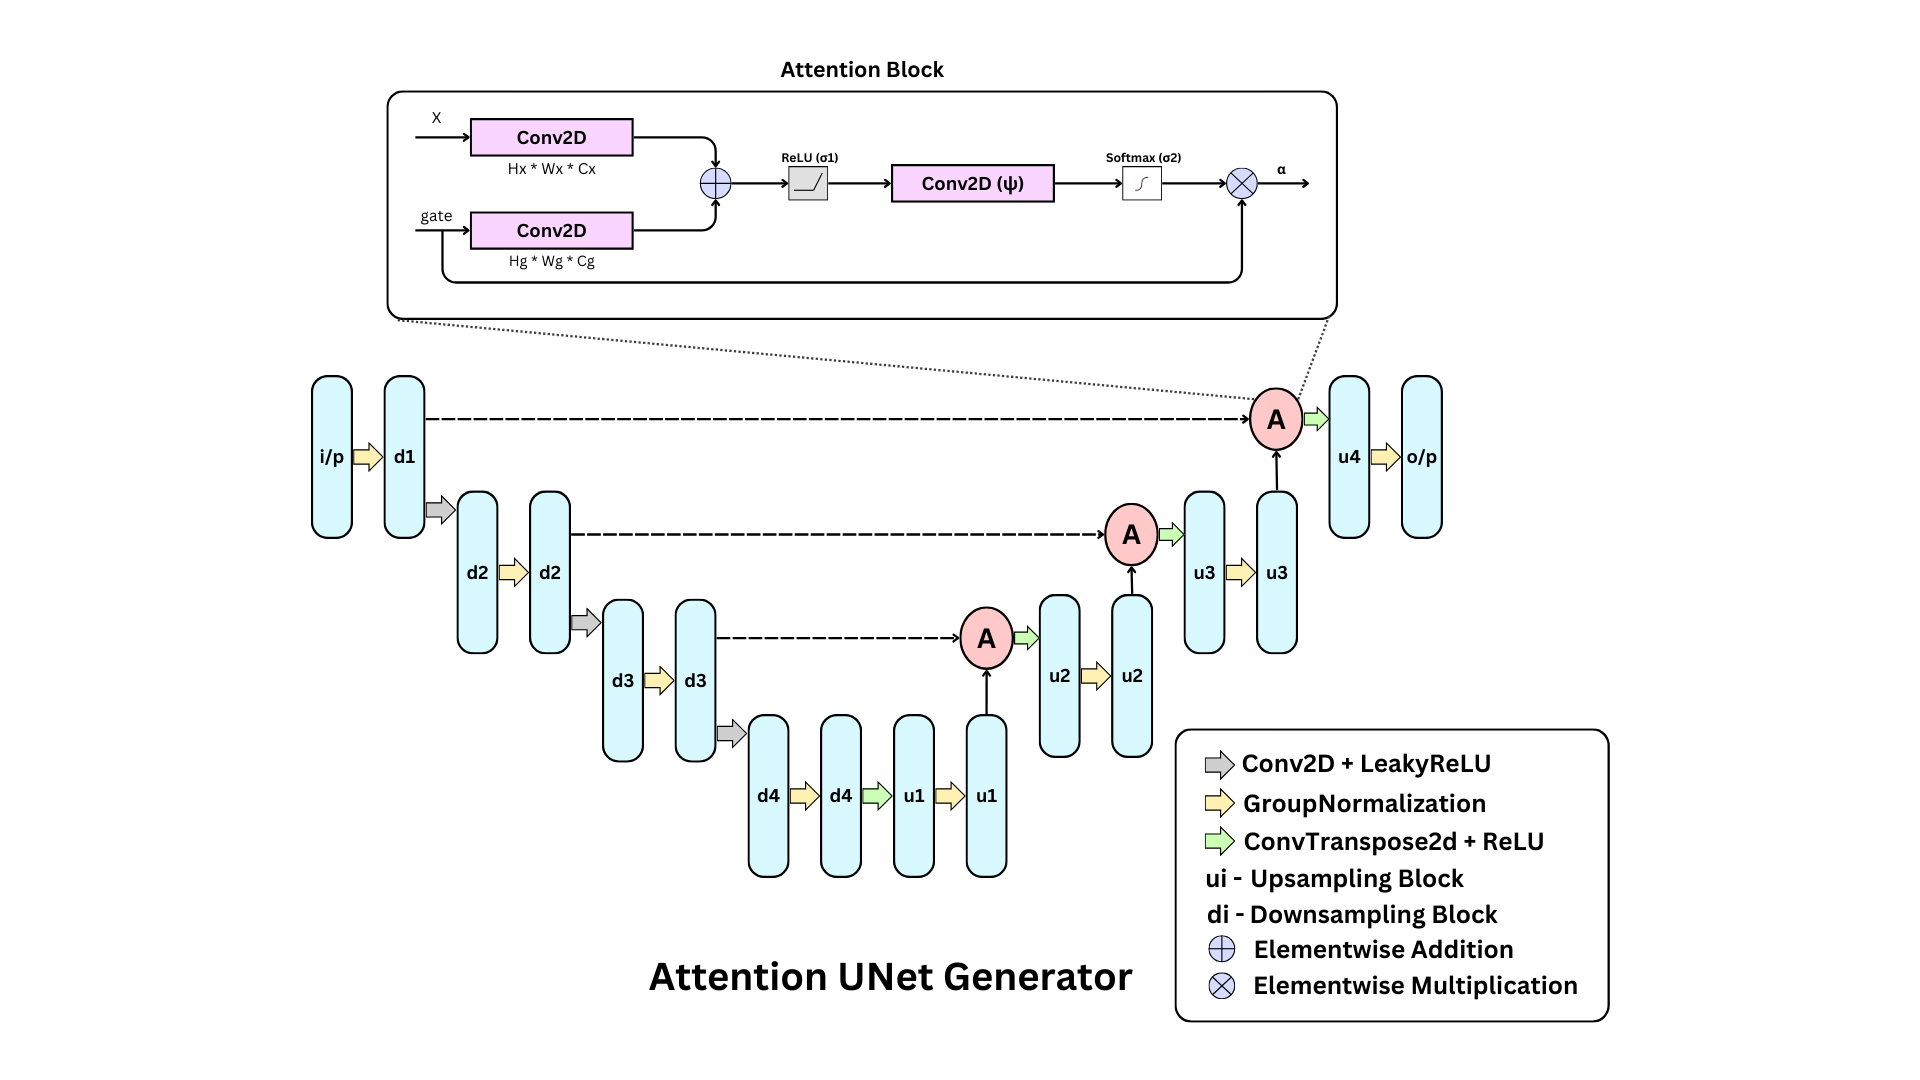 Attention Block
X
Conv2D
Hx * Wx * Cx
gate
Conv2D
Hg * Wg * Cg
ReLU (σ1)
Conv2D (ψ)
Softmax (σ2)
α
i/p
d1
A
u4
o/p
d2
d2
A
u3
u3
d3
d3
A
u2
u2
d4
d4
u1
u1
Conv2D + LeakyReLU
GroupNormalization
ConvTranspose2d + ReLU
ui - Upsampling Block
di - Downsampling Block
Elementwise Addition
Elementwise Multiplication
Attention UNet Generator